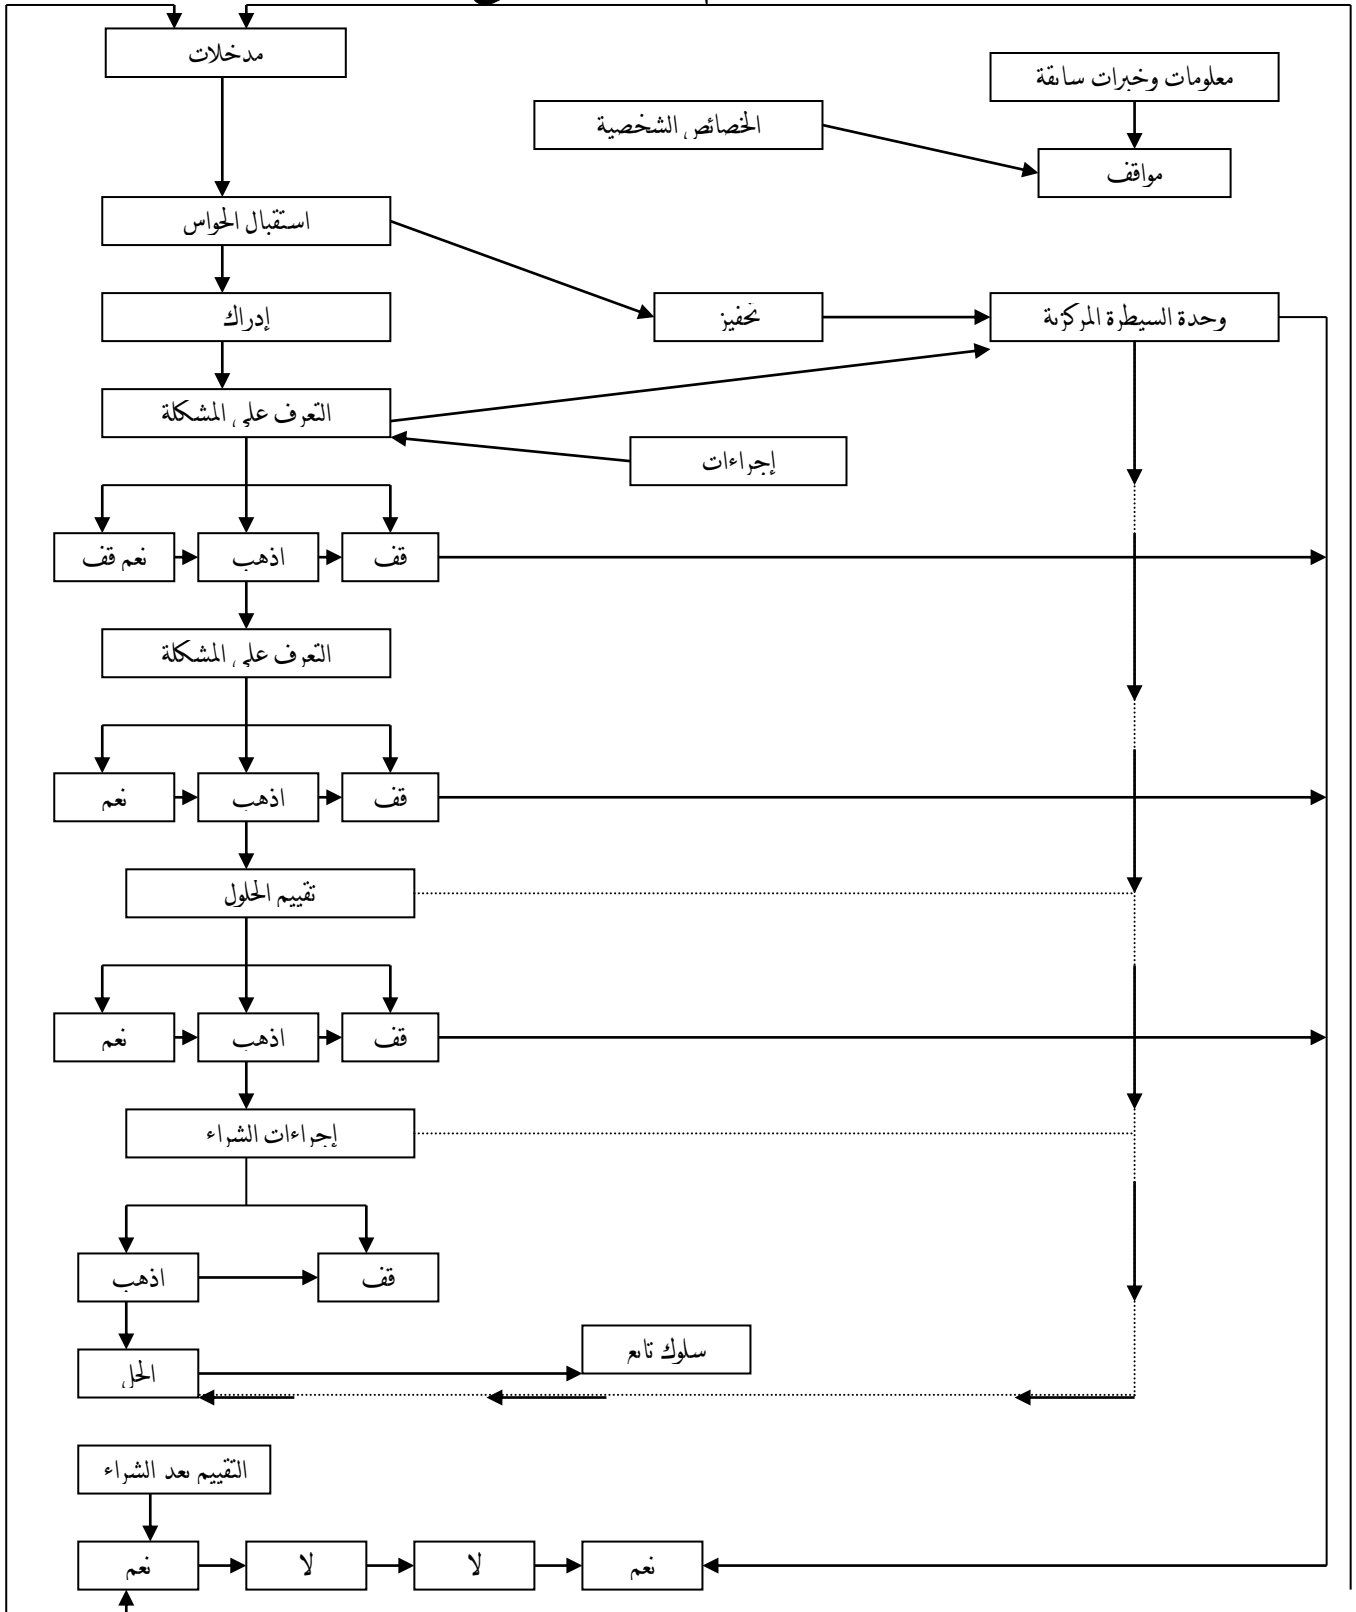 مدخلات
معلومات وخبرات سابقة
الخصائص الشخصية
مواقف
استقبال الحواس
إدراك
تحفيز
وحدة السيطرة المركزية
التعرف على المشكلة
إجراءات
قف
اذهب
نعم قف
التعرف على المشكلة
قف
اذهب
نعم
تقييم الحلول
قف
اذهب
نعم
إجراءات الشراء
قف
اذهب
سلوك تابع
الحل
التقييم بعد الشراء
نعم
لا
لا
نعم